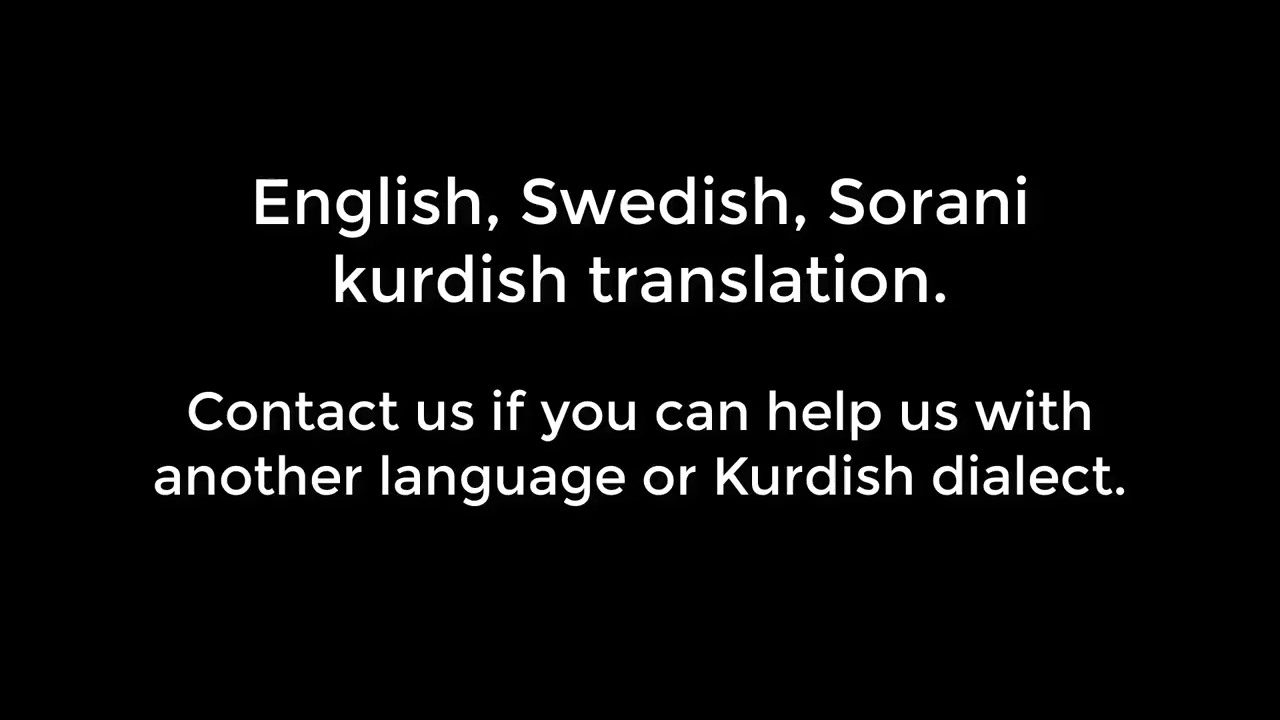 English, Swedish, Sorani
kurdish translation.
Contact us if you can help us with
another language or Kurdish dialect.